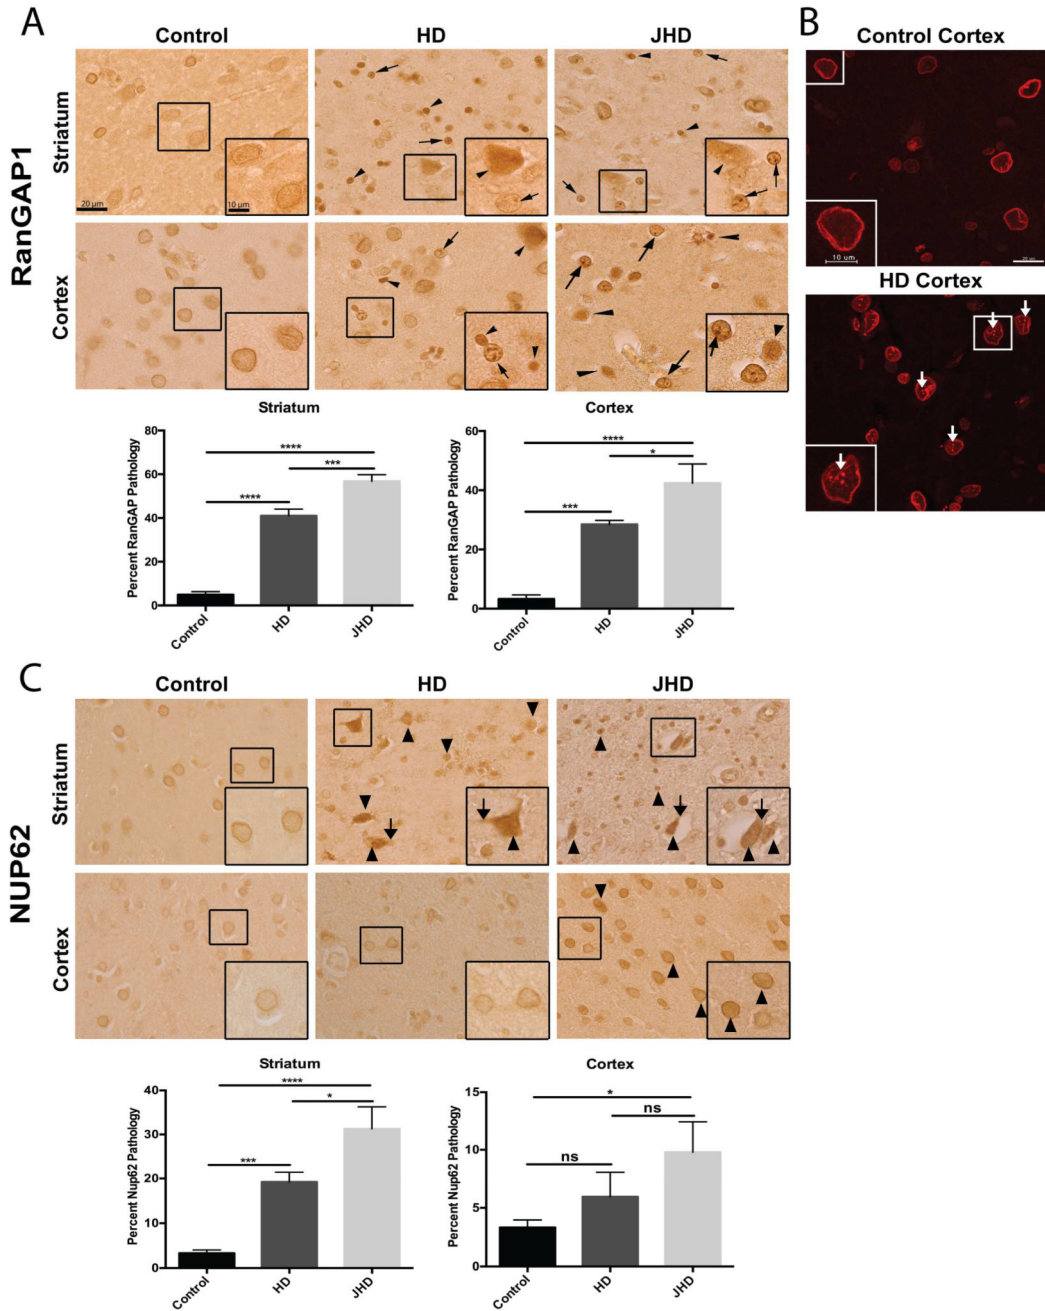 A
B
Control
HD
JHD
Control Cortex
RanGAP1
Striatum
20 µm
10 µm
Cortex
10 um
HD Cortex
Striatum
Percent RanGAP Pathology
80
60
40
20
0
****
***
****
Control
HD
JHD
Cortex
Percent RanGAP Pathology
60
40
20
0
****
*
***
Control
HD
JHD
C
Control
HD
JHD
NUP62
Striatum
Cortex
Striatum
Percent Nup62 Pathology
40
30
20
10
0
****
*
***
Control
HD
JHD
Cortex
Percent Nup62 Pathology
15
10
5
0
*
ns
ns
Control
HD
JHD